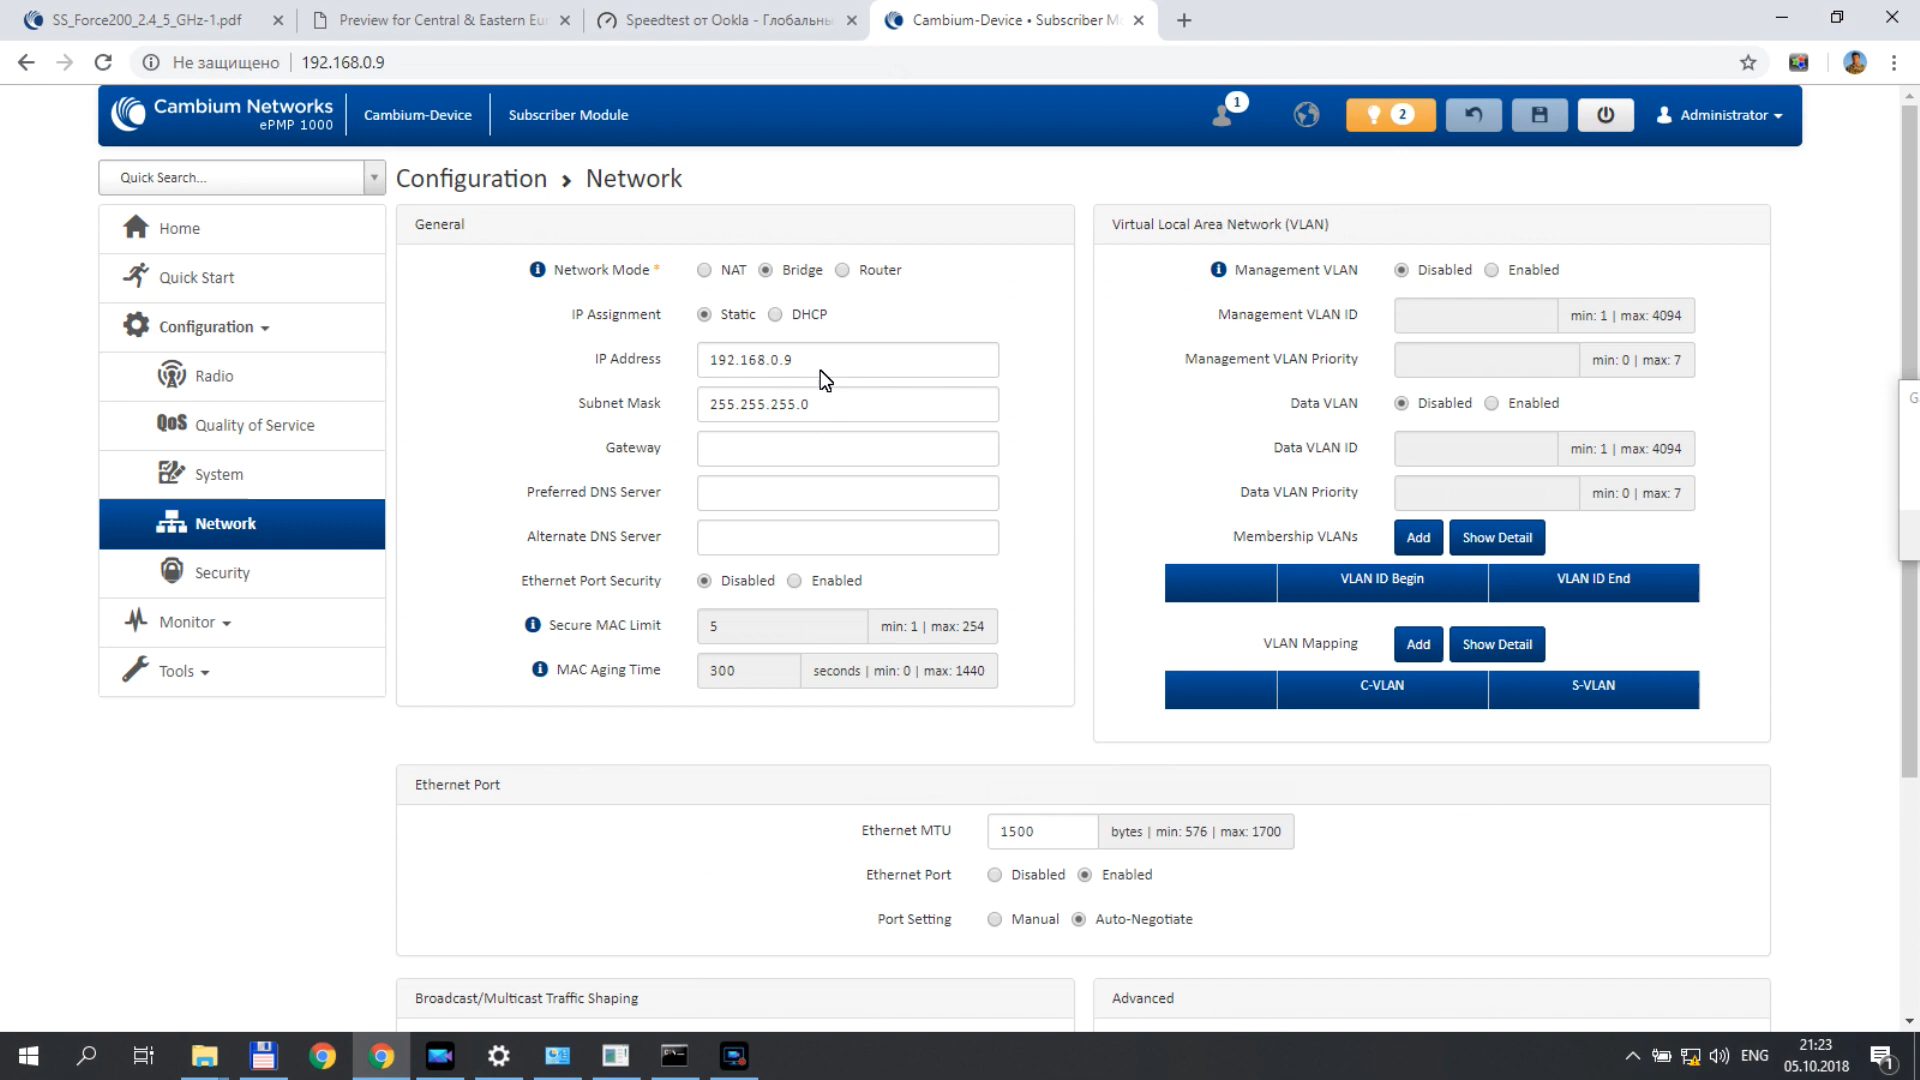 SS_Force200_2.4_5_GHz-1.pdf
Preview for Central & Eastern Eur
Speedtest от Ookla - Глобальны
Cambium-Device • Subscriber M
Не защищено 192.168.0.9
Cambium Networks
ePMP 1000
Cambium-Device
Subscriber Module
1
2
Administrator
Quick Search...
Configuration > Network
Home
Quick Start
Configuration
Radio
QoS Quality of Service
System
Network
Security
Monitor
Tools
General
Network Mode * NAT Bridge Router
IP Assignment Static DHCP
IP Address 192.168.0.9
Subnet Mask 255.255.255.0
Gateway
Preferred DNS Server
Alternate DNS Server
Ethernet Port Security Disabled Enabled
Secure MAC Limit 5 min: 1 | max: 254
MAC Aging Time 300 seconds | min: 0 | max: 1440
Virtual Local Area Network (VLAN)
Management VLAN Disabled Enabled
Management VLAN ID min: 1 | max: 4094
Management VLAN Priority min: 0 | max: 7
Data VLAN Disabled Enabled
Data VLAN ID min: 1 | max: 4094
Data VLAN Priority min: 0 | max: 7
Membership VLANs Add Show Detail
VLAN ID Begin VLAN ID End
VLAN Mapping Add Show Detail
C-VLAN S-VLAN
Ethernet Port
Ethernet MTU 1500 bytes | min: 576 | max: 1700
Ethernet Port Disabled Enabled
Port Setting Manual Auto-Negotiate
Broadcast/Multicast Traffic Shaping
Advanced
G
ENG
21:23
05.10.2018
1